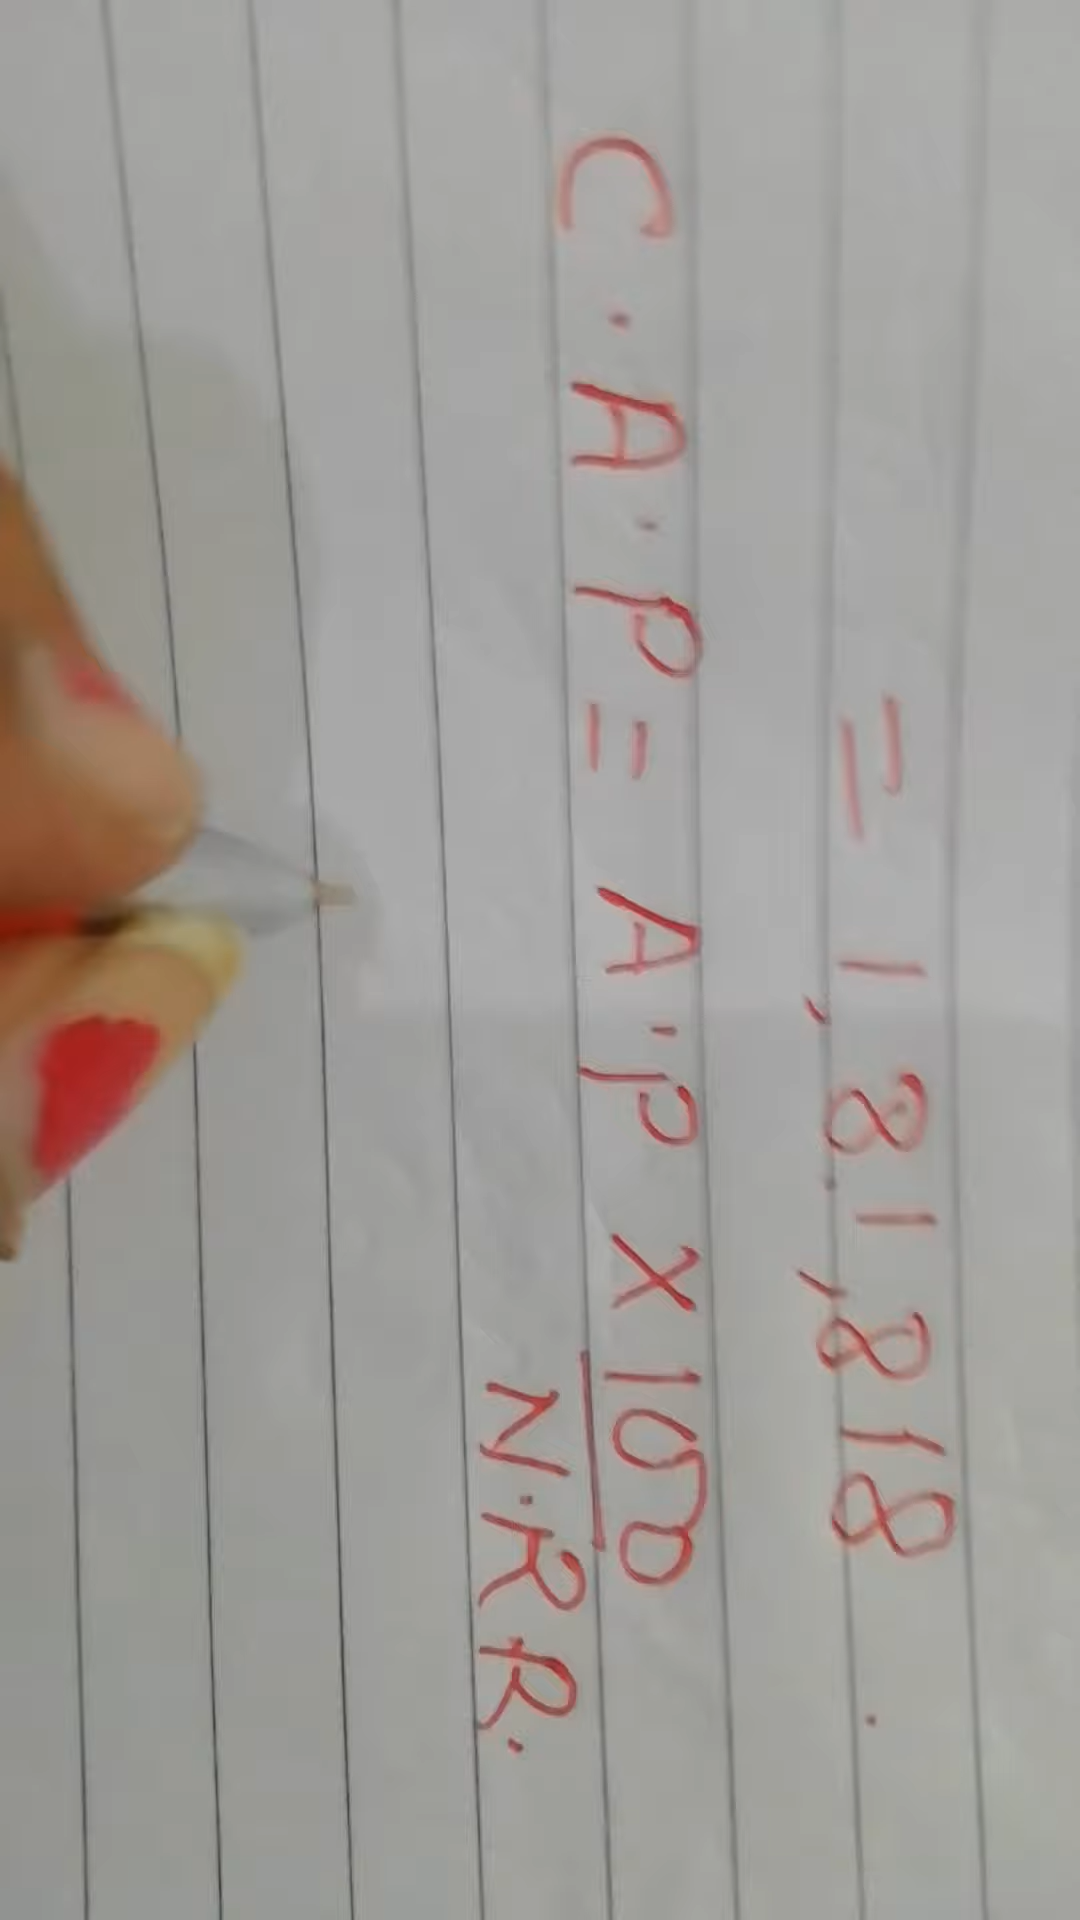 = 1,81,818.
C.A.P = A.P x 100
N.R R.